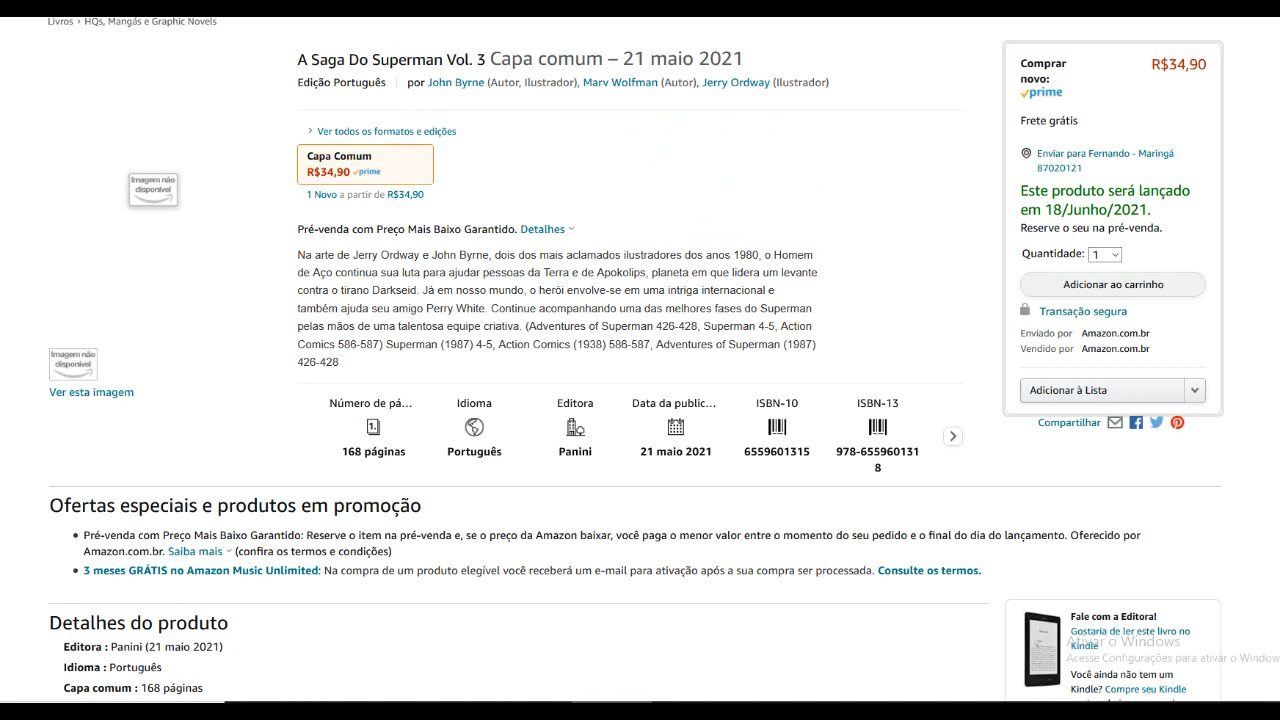 Livros › HQs, Mangás e Graphic Novels
A Saga Do Superman Vol. 3 Capa comum – 21 maio 2021
Edição Português | por John Byrne (Autor, Ilustrador), Marv Wolfman (Autor), Jerry Ordway (Ilustrador)
› Ver todos os formatos e edições
Capa Comum
R$34,90 prime
1 Novo a partir de R$34,90
Pré-venda com Preço Mais Baixo Garantido. Detalhes
Na arte de Jerry Ordway e John Byrne, dois dos mais aclamados ilustradores dos anos 1980, o Homem
de Aço continua sua luta para ajudar pessoas da Terra e de Apokolips, planeta em que lidera um levante
contra o tirano Darkseid. Já em nosso mundo, o herói envolve-se em uma intriga internacional e
também ajuda seu amigo Perry White. Continue acompanhando uma das melhores fases do Superman
pelas mãos de uma talentosa equipe criativa. (Adventures of Superman 426-428, Superman 4-5, Action
Comics 586-587) Superman (1987) 4-5, Action Comics (1938) 586-587, Adventures of Superman (1987)
426-428
Imagem não
disponível
Imagem não
disponível
Ver esta imagem
Número de pá...
168 páginas
Idioma
Português
Editora
Panini
Data da public...
21 maio 2021
ISBN-10
6559601315
ISBN-13
978-655960131
8
Comprar
novo:
R$34,90
prime
Frete grátis
Enviar para Fernando - Maringá
87020121
Este produto será lançado
em 18/Junho/2021.
Reserve o seu na pré-venda.
Quantidade: 1
Adicionar ao carrinho
Transação segura
Enviado por Amazon.com.br
Vendido por Amazon.com.br
Adicionar à Lista
Compartilhar
Ofertas especiais e produtos em promoção
• Pré-venda com Preço Mais Baixo Garantido: Reserve o item na pré-venda e, se o preço da Amazon baixar, você paga o menor valor entre o momento do seu pedido e o final do dia do lançamento. Oferecido por
Amazon.com.br. Saiba mais (confira os termos e condições)
• 3 meses GRÁTIS no Amazon Music Unlimited: Na compra de um produto elegível você receberá um e-mail para ativação após a sua compra ser processada. Consulte os termos.
Detalhes do produto
Editora : Panini (21 maio 2021)
Idioma : Português
Capa comum : 168 páginas
Fale com a Editora!
Gostaria de ler este livro no
Kindle
Você ainda não tem um
Kindle? Compre seu Kindle
Ativar o Windows
Acesse Configurações para ativar o Window